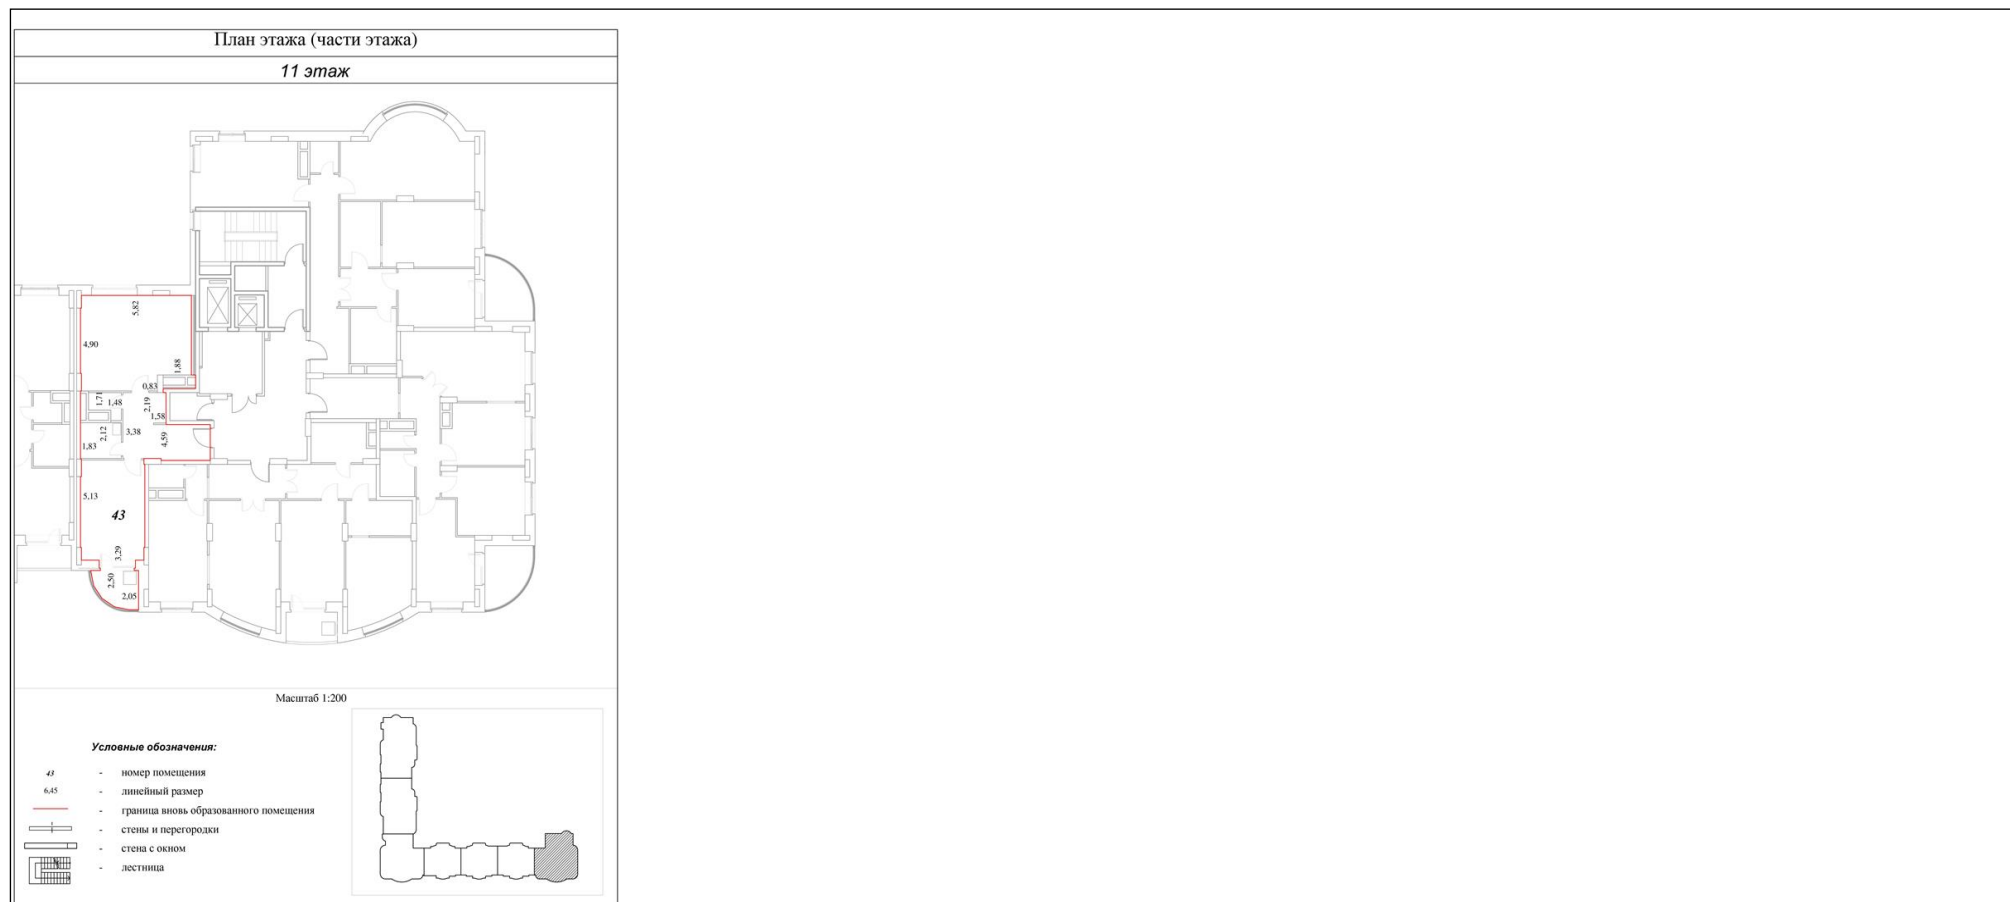 План этажа (части этажа)
11 этаж
5,82
4,90
1,88
0,83
1,71
1,48
2,19
1,58
2,12
3,38
4,59
1,83
5,13
43
3,29
2,50
2,05
Масштаб 1:200
Условные обозначения:
43 - номер помещения
6,45 - линейный размер
- граница вновь образованного помещения
- стены и перегородки
- стена с окном
- лестница